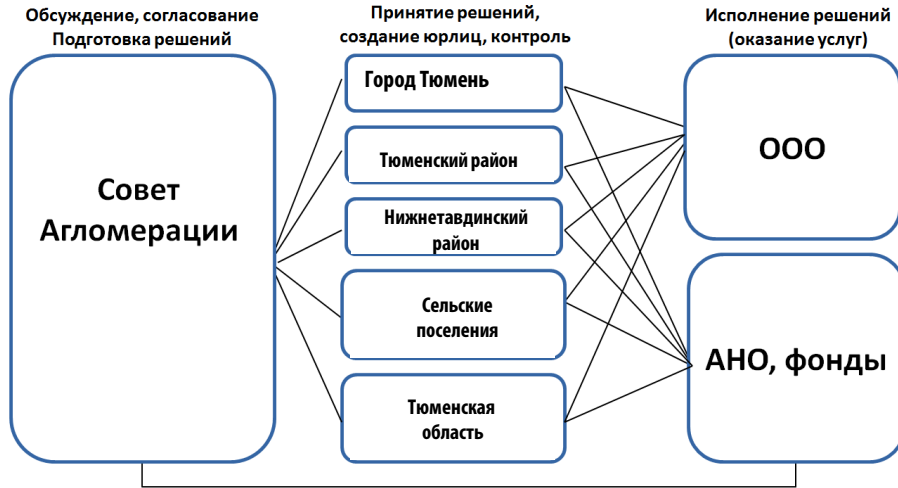 Обсуждение, согласование
Подготовка решений
Принятие решений,
создание юрлиц, контроль
Исполнение решений
(оказание услуг)
Совет
Агломерации
Город Тюмень
Тюменский район
Нижнетавдинский
район
Сельские
поселения
Тюменская
область
ООО
АНО, фонды